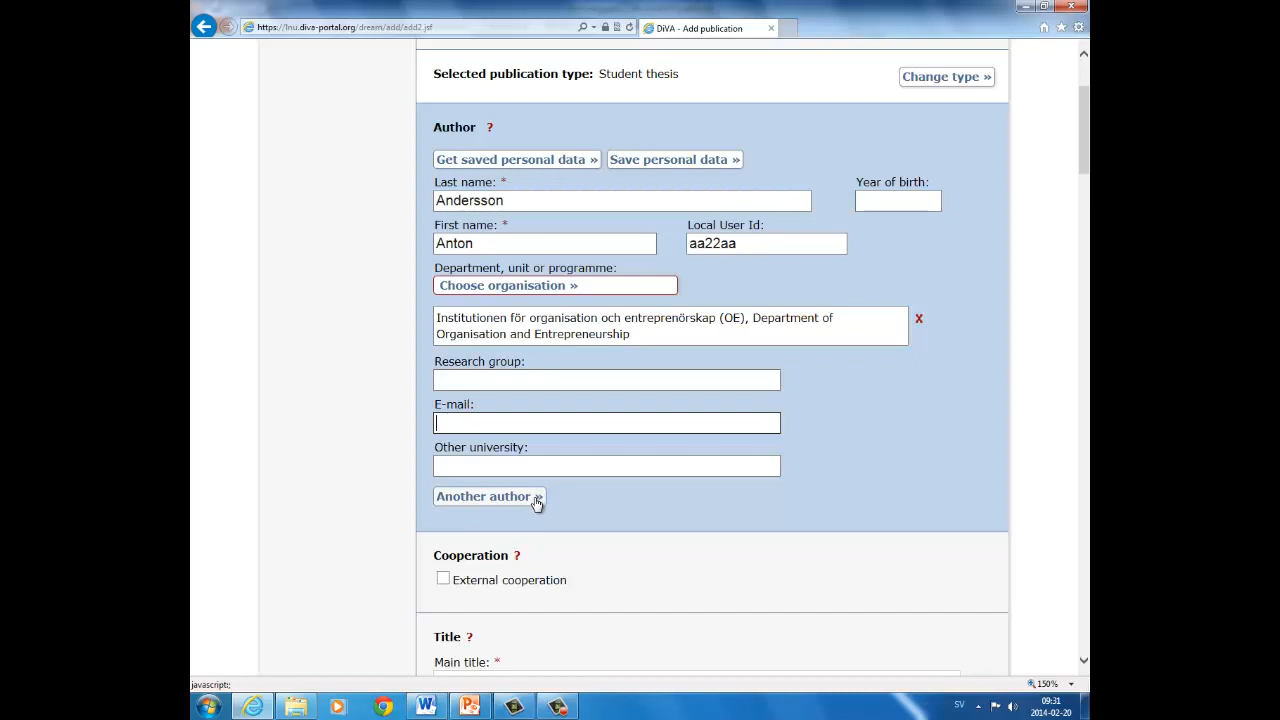 https://lnu.diva-portal.org/dream/add/add2.jsf
DiVA - Add publication
Selected publication type: Student thesis
Change type »
Author ?
Get saved personal data »
Save personal data »
Last name: *
Year of birth:
Andersson
First name: *
Local User Id:
Anton
aa22aa
Department, unit or programme:
Choose organisation »
Institutionen för organisation och entreprenörskap (OE), Department of
Organisation and Entrepreneurship
X
Research group:
E-mail:
Other university:
Another author »
Cooperation ?
External cooperation
Title ?
Main title: *
javascript:;
150%
SV
09:31
2014-02-20